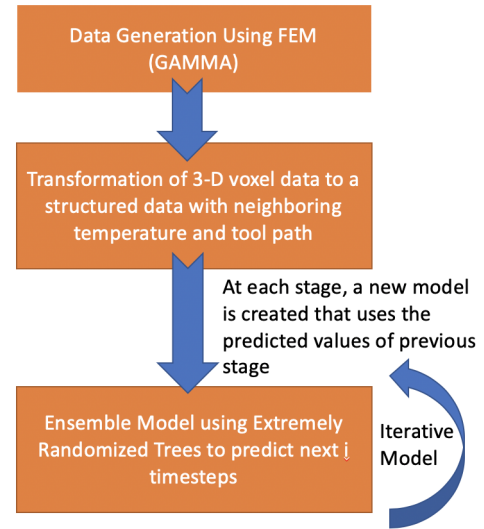 Data Generation Using FEM
(GAMMA)
Transformation of 3-D voxel data to a
structured data with neighboring
temperature and tool path
At each stage, a new model
is created that uses the
predicted values of previous
stage
Ensemble Model using Extremely
Randomized Trees to predict next i
timesteps
Iterative
Model